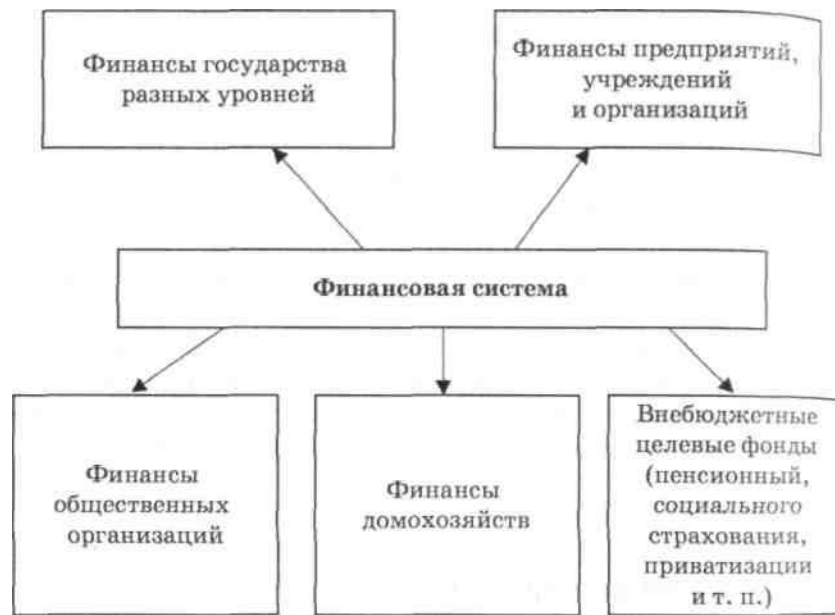 Финансы государства
разных уровней
Финансы предприятий,
учреждений
и организаций
Финансовая система
Финансы
общественных
организаций
Финансы
домохозяйств
Внебюджетные
целевые фонды
(пенсионный,
социального
страхования,
приватизации
и т. п.)